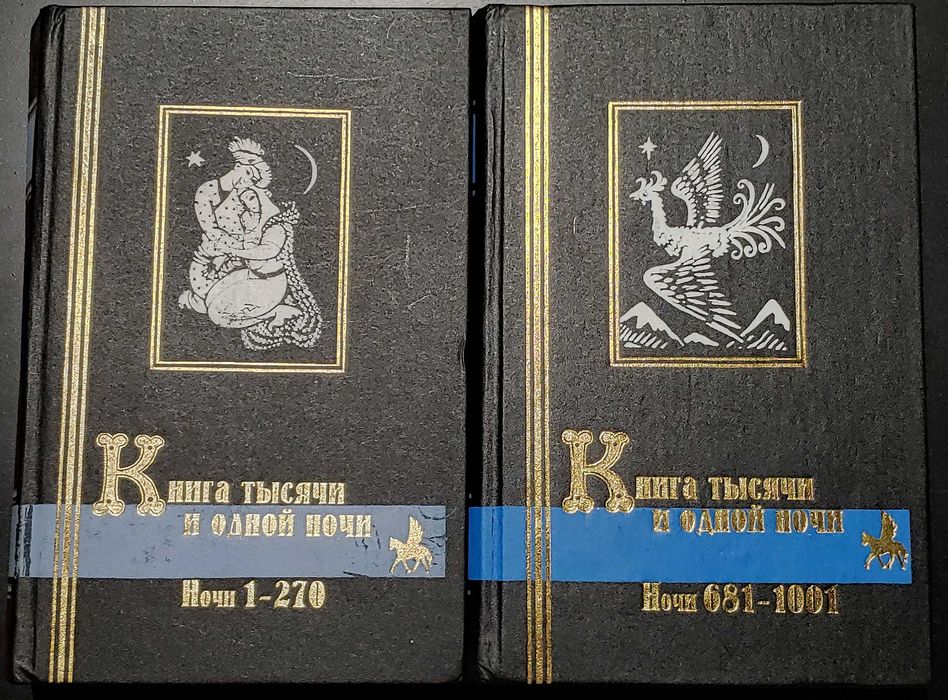 Книга тысячи
и одной ночи
Ночи 1-270
Книга тысячи
и одной ночи
Ночи 681-1001